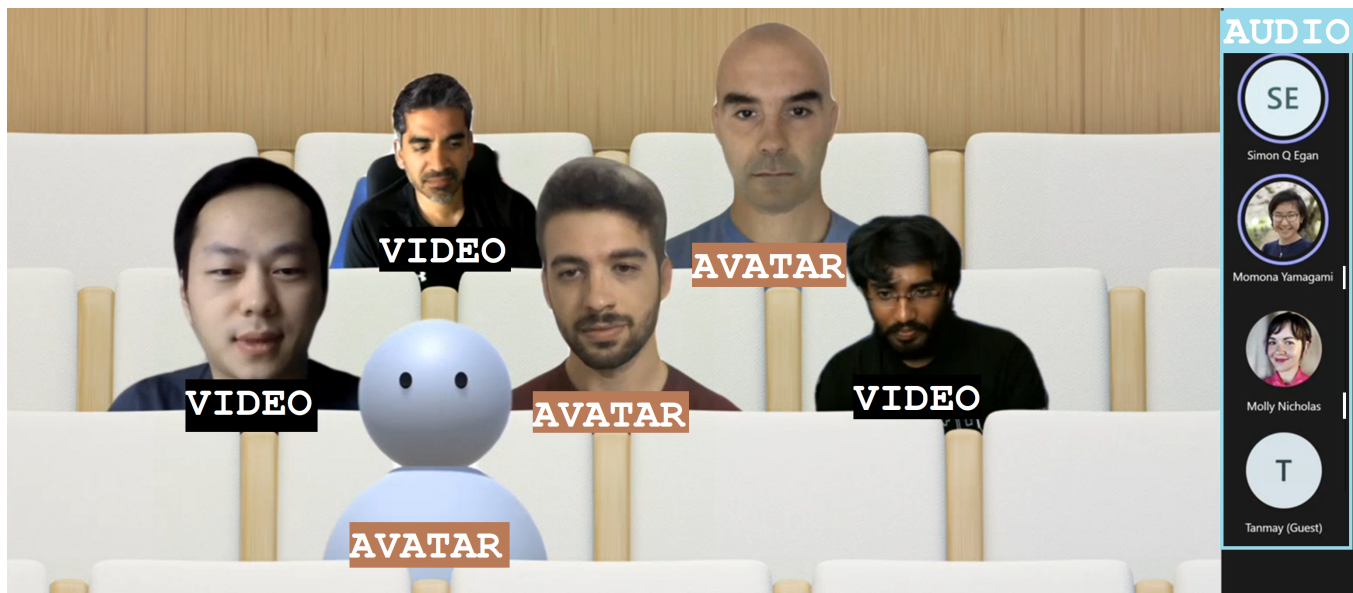 AUDIO
SE
Simon Q Egan
Momona Yamagami
Molly Nicholas
T
Tanmay (Guest)
VIDEO
AVATAR
VIDEO
AVATAR
VIDEO
AVATAR